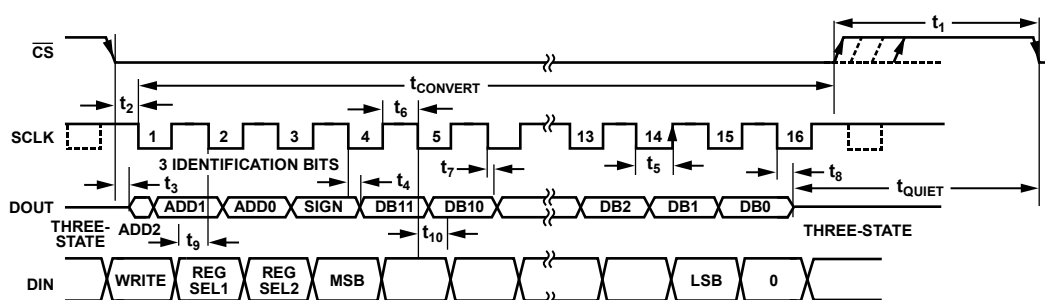 t1
CS
tCONVERT
t2
t6
SCLK
1 2 3 4 5 13 14 15 16
3 IDENTIFICATION BITS
t7
t5
t8
t3
t4
tQUIET
DOUT
ADD1 ADD0 SIGN DB11 DB10 DB2 DB1 DB0
THREE-
STATE
ADD2
THREE-STATE
t9
t10
DIN
WRITE
REG
SEL1
REG
SEL2
MSB
LSB
0